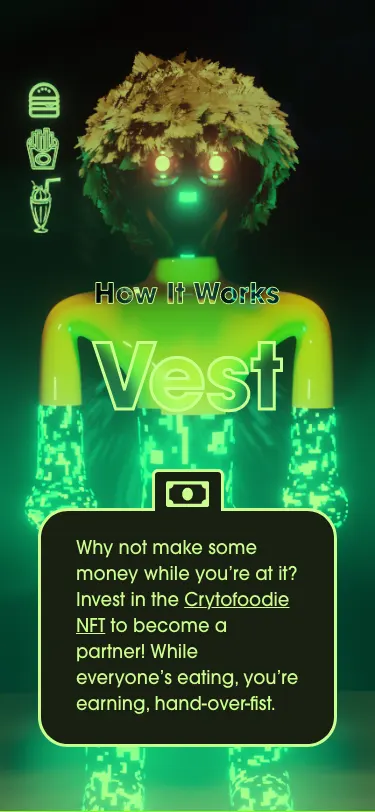 How It Works
Vest
Why not make some
money while you're at it?
Invest in the Crytofoodie
NFT to become a
partner! While
everyone's eating, you're
earning, hand-over-fist.